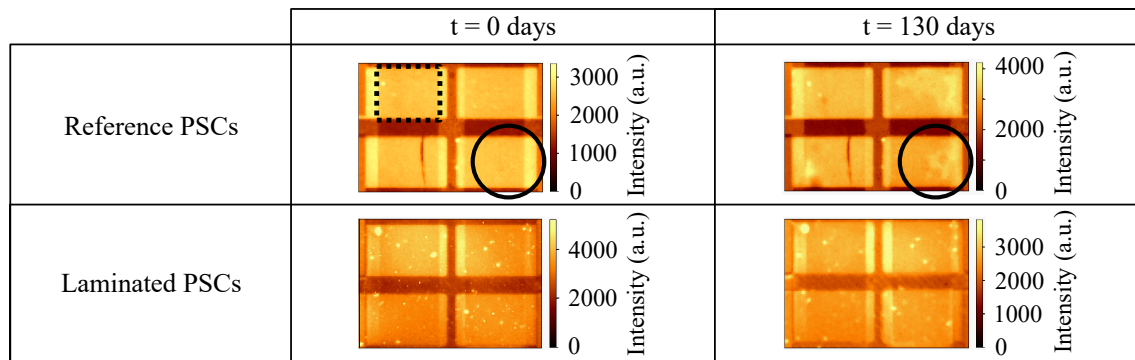 t = 0 days
t = 130 days
Reference PSCs
3000
2000
1000
0
Intensity (a.u.)
4000
2000
0
Intensity (a.u.)
Laminated PSCs
4000
2000
0
Intensity (a.u.)
3000
2000
1000
0
Intensity (a.u.)